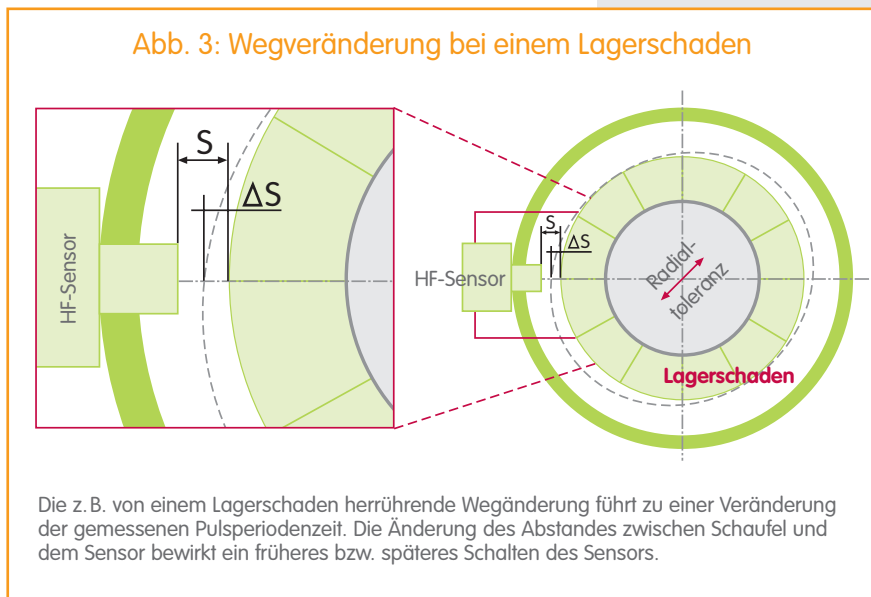 Abb. 3: Wegveränderung bei einem Lagerschaden
S
ΔS
HF-Sensor
HF-Sensor
S
ΔS
Radial-
toleranz
Lagerschaden
Die z. B. von einem Lagerschaden herrührende Wegänderung führt zu einer Veränderung
der gemessenen Pulsperiodenzeit. Die Änderung des Abstandes zwischen Schaufel und
dem Sensor bewirkt ein früheres bzw. späteres Schalten des Sensors.